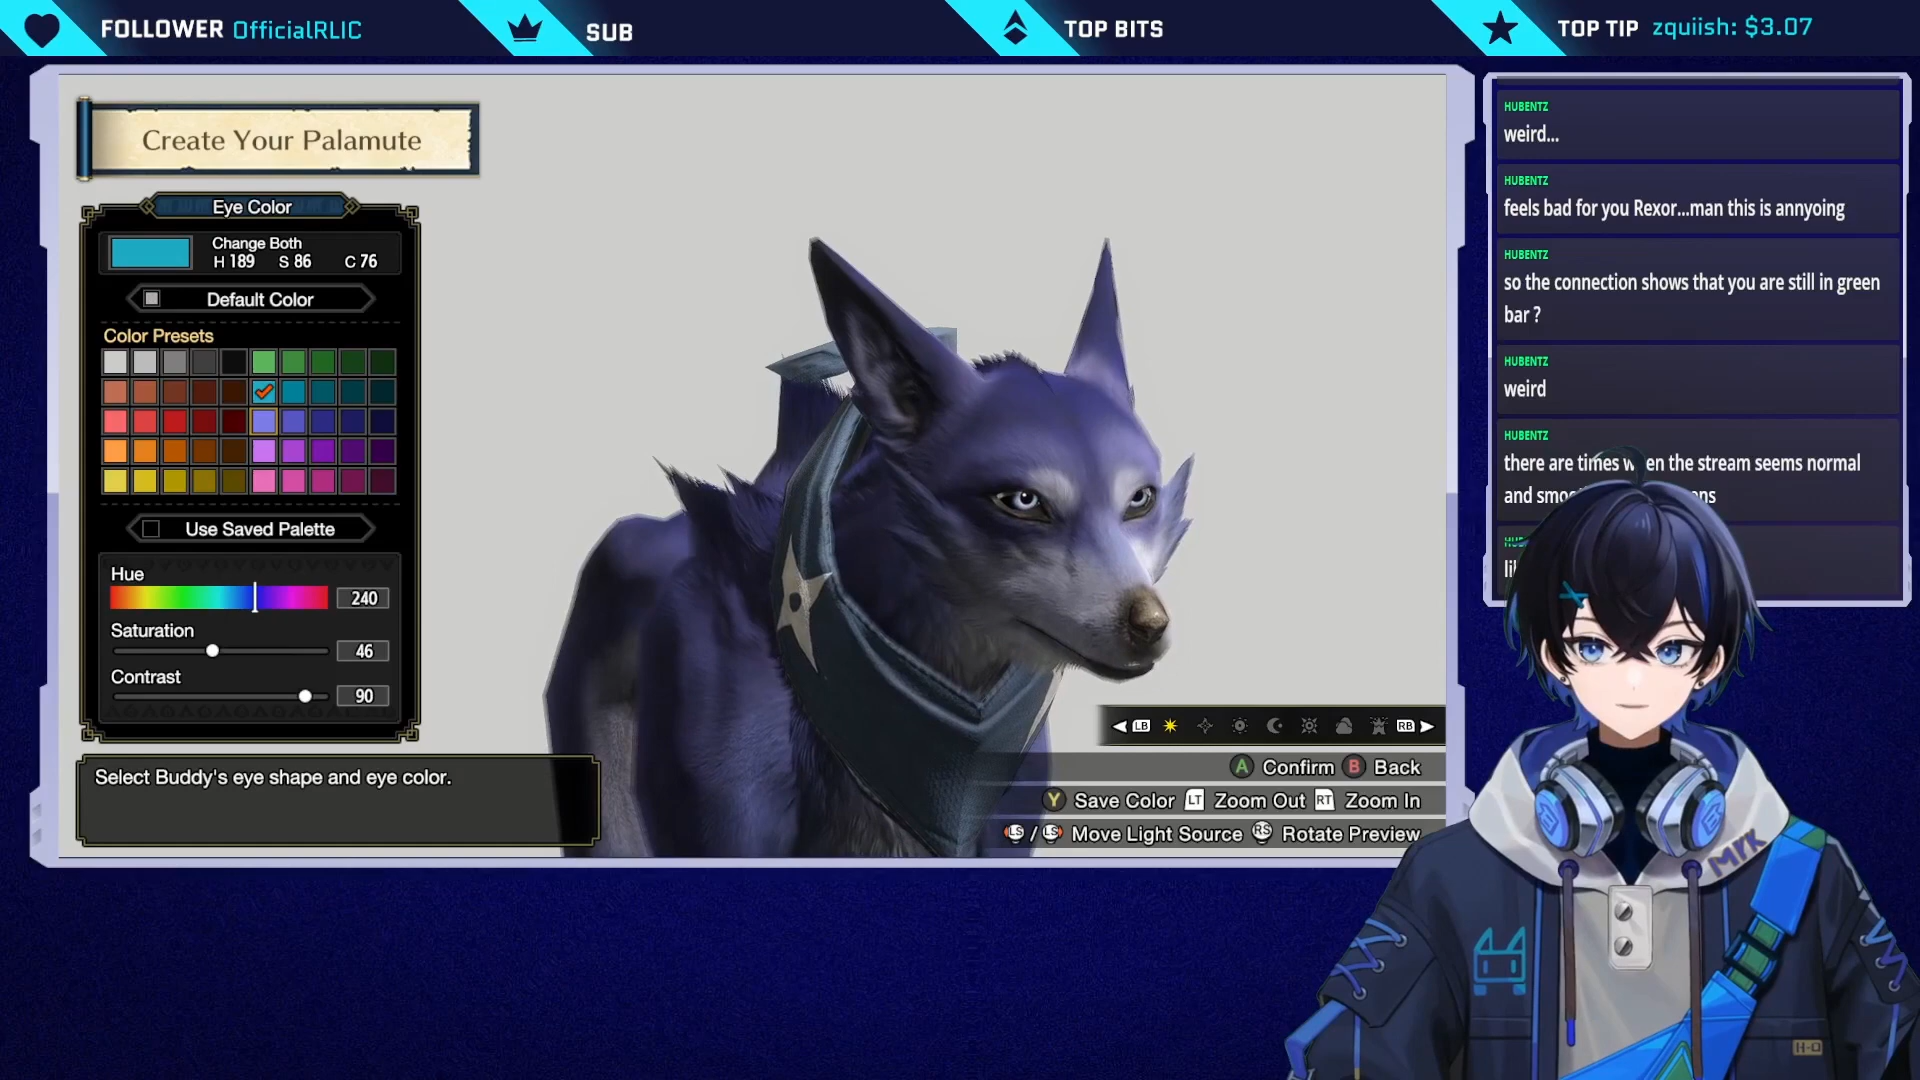 FOLLOWER OfficialRLIC
SUB
TOP BITS
TOP TIP zquiish: $3.07
Create Your Palamute
Eye Color
Change Both
H 189 S 86 C 76
Default Color
Color Presets
Use Saved Palette
Hue
240
Saturation
46
Contrast
90
Select Buddy's eye shape and eye color.
LB
RB
A Confirm B Back
Y Save Color LT Zoom Out RT Zoom In
LS / LS Move Light Source RS Rotate Preview
HUBENTZ
weird...
HUBENTZ
feels bad for you Rexor...man this is annyoing
HUBENTZ
so the connection shows that you are still in green
bar ?
HUBENTZ
weird
HUBENTZ
there are times when the stream seems normal
and
MYK
H-0